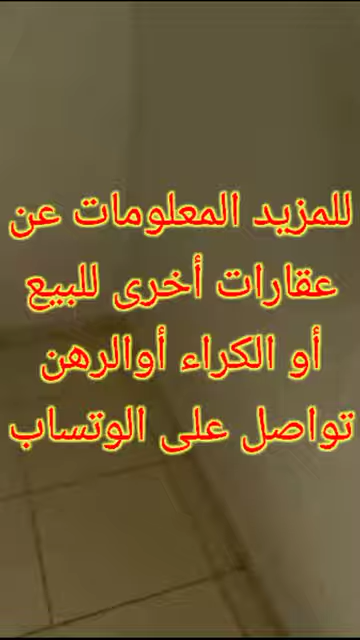 للمزيد المعلومات عن
عقارات أخرى للبيع
أو الكراء أوالرهن
تواصل على الوتساب